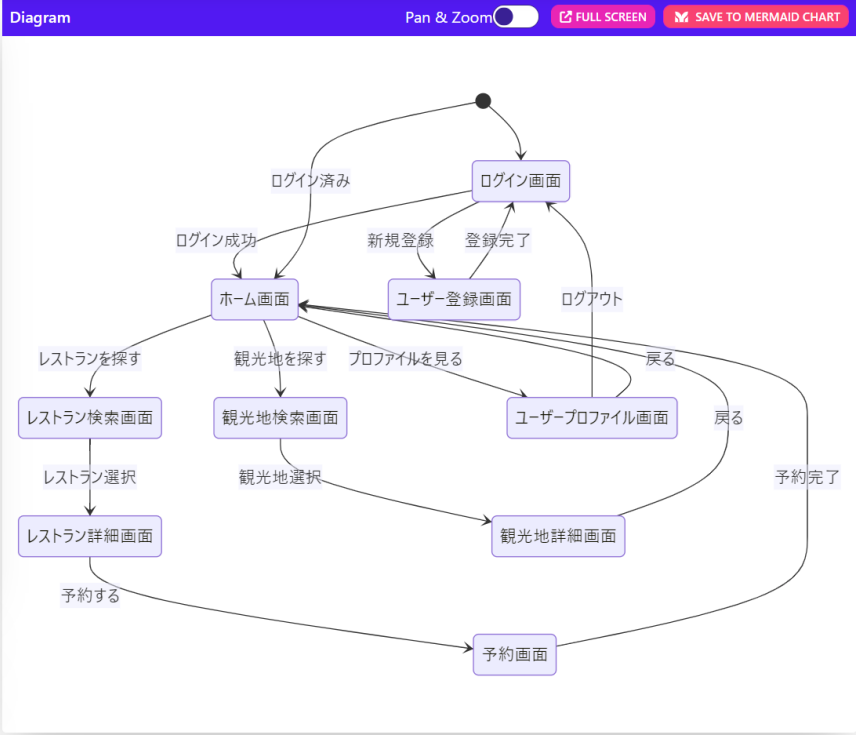 Diagram
Pan & Zoom
FULL SCREEN
SAVE TO MERMAID CHART
ログイン済み
ログイン画面
ログイン成功
新規登録
登録完了
ホーム画面
ユーザー登録画面
ログアウト
レストランを探す
観光地を探す
プロファイルを見る
戻る
レストラン検索画面
観光地検索画面
ユーザープロファイル画面
戻る
レストラン選択
観光地選択
予約完了
レストラン詳細画面
観光地詳細画面
予約する
予約画面